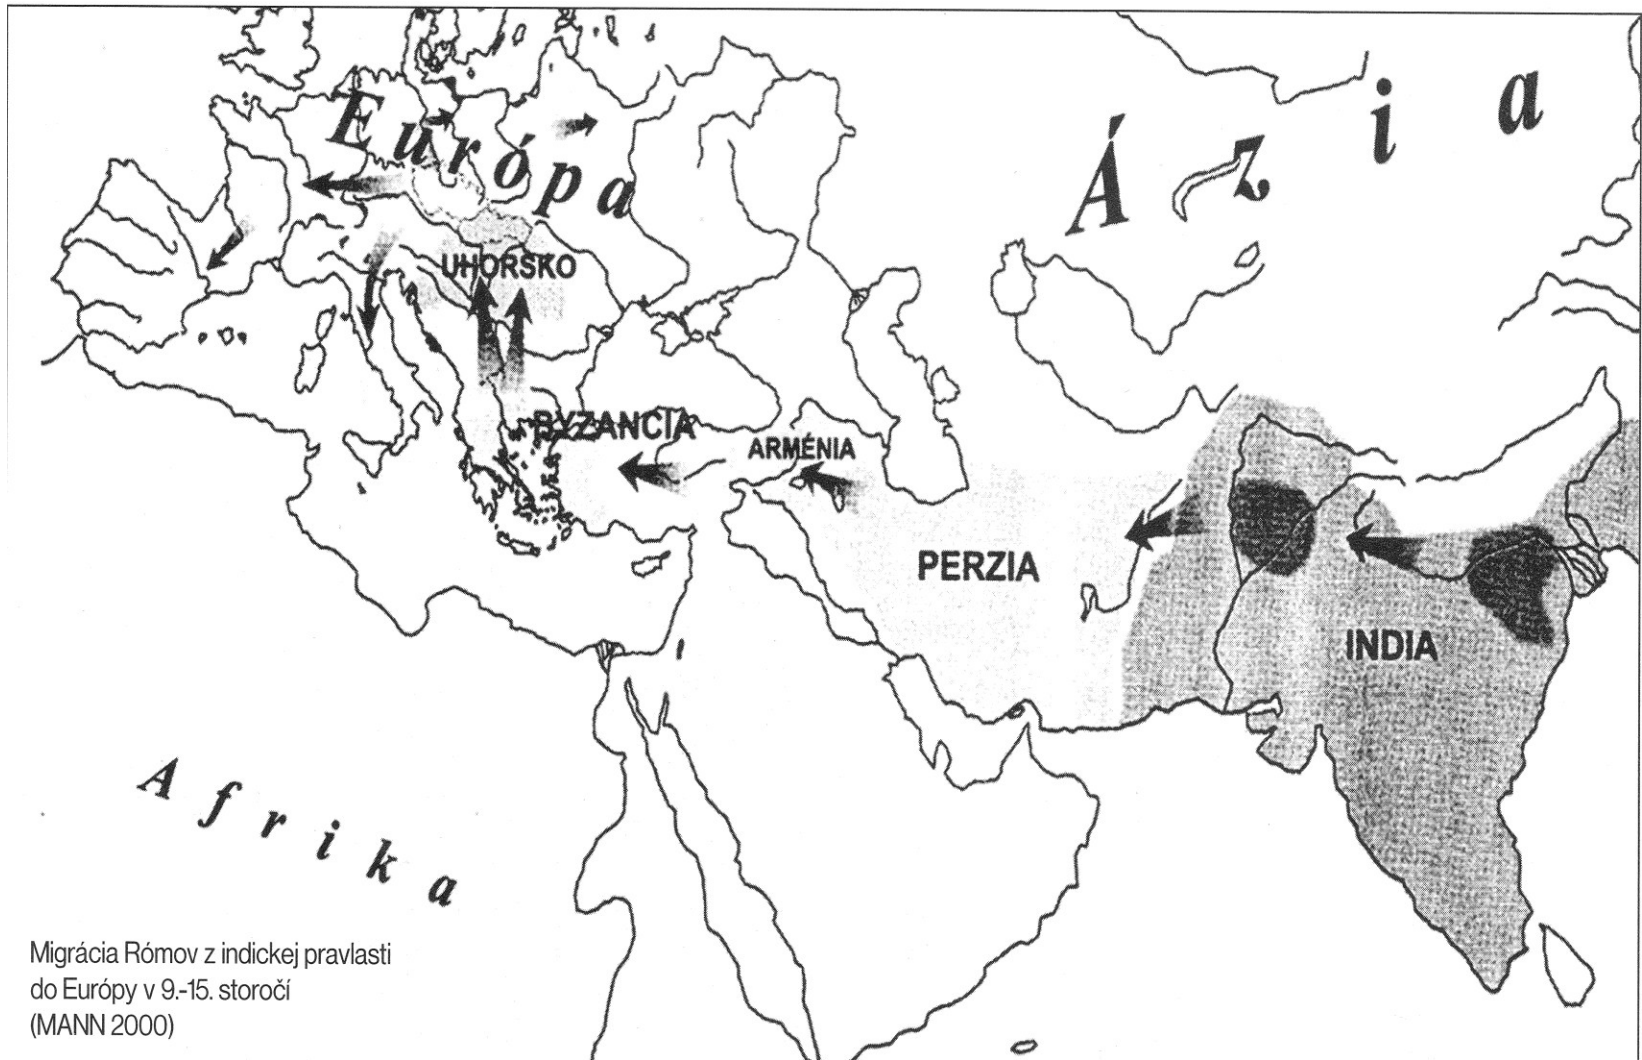 Európa
Ázia
UHORSKO
BYZANCIA
ARMÉNIA
PERZIA
INDIA
Afrika
Migrácia Rómov z indickej pravlasti
do Európy v 9.-15. storočí
(MANN 2000)